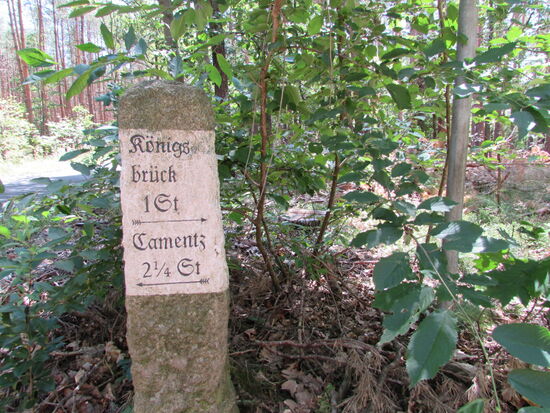 Königs
brück
1 St
Camentz
2¼ St